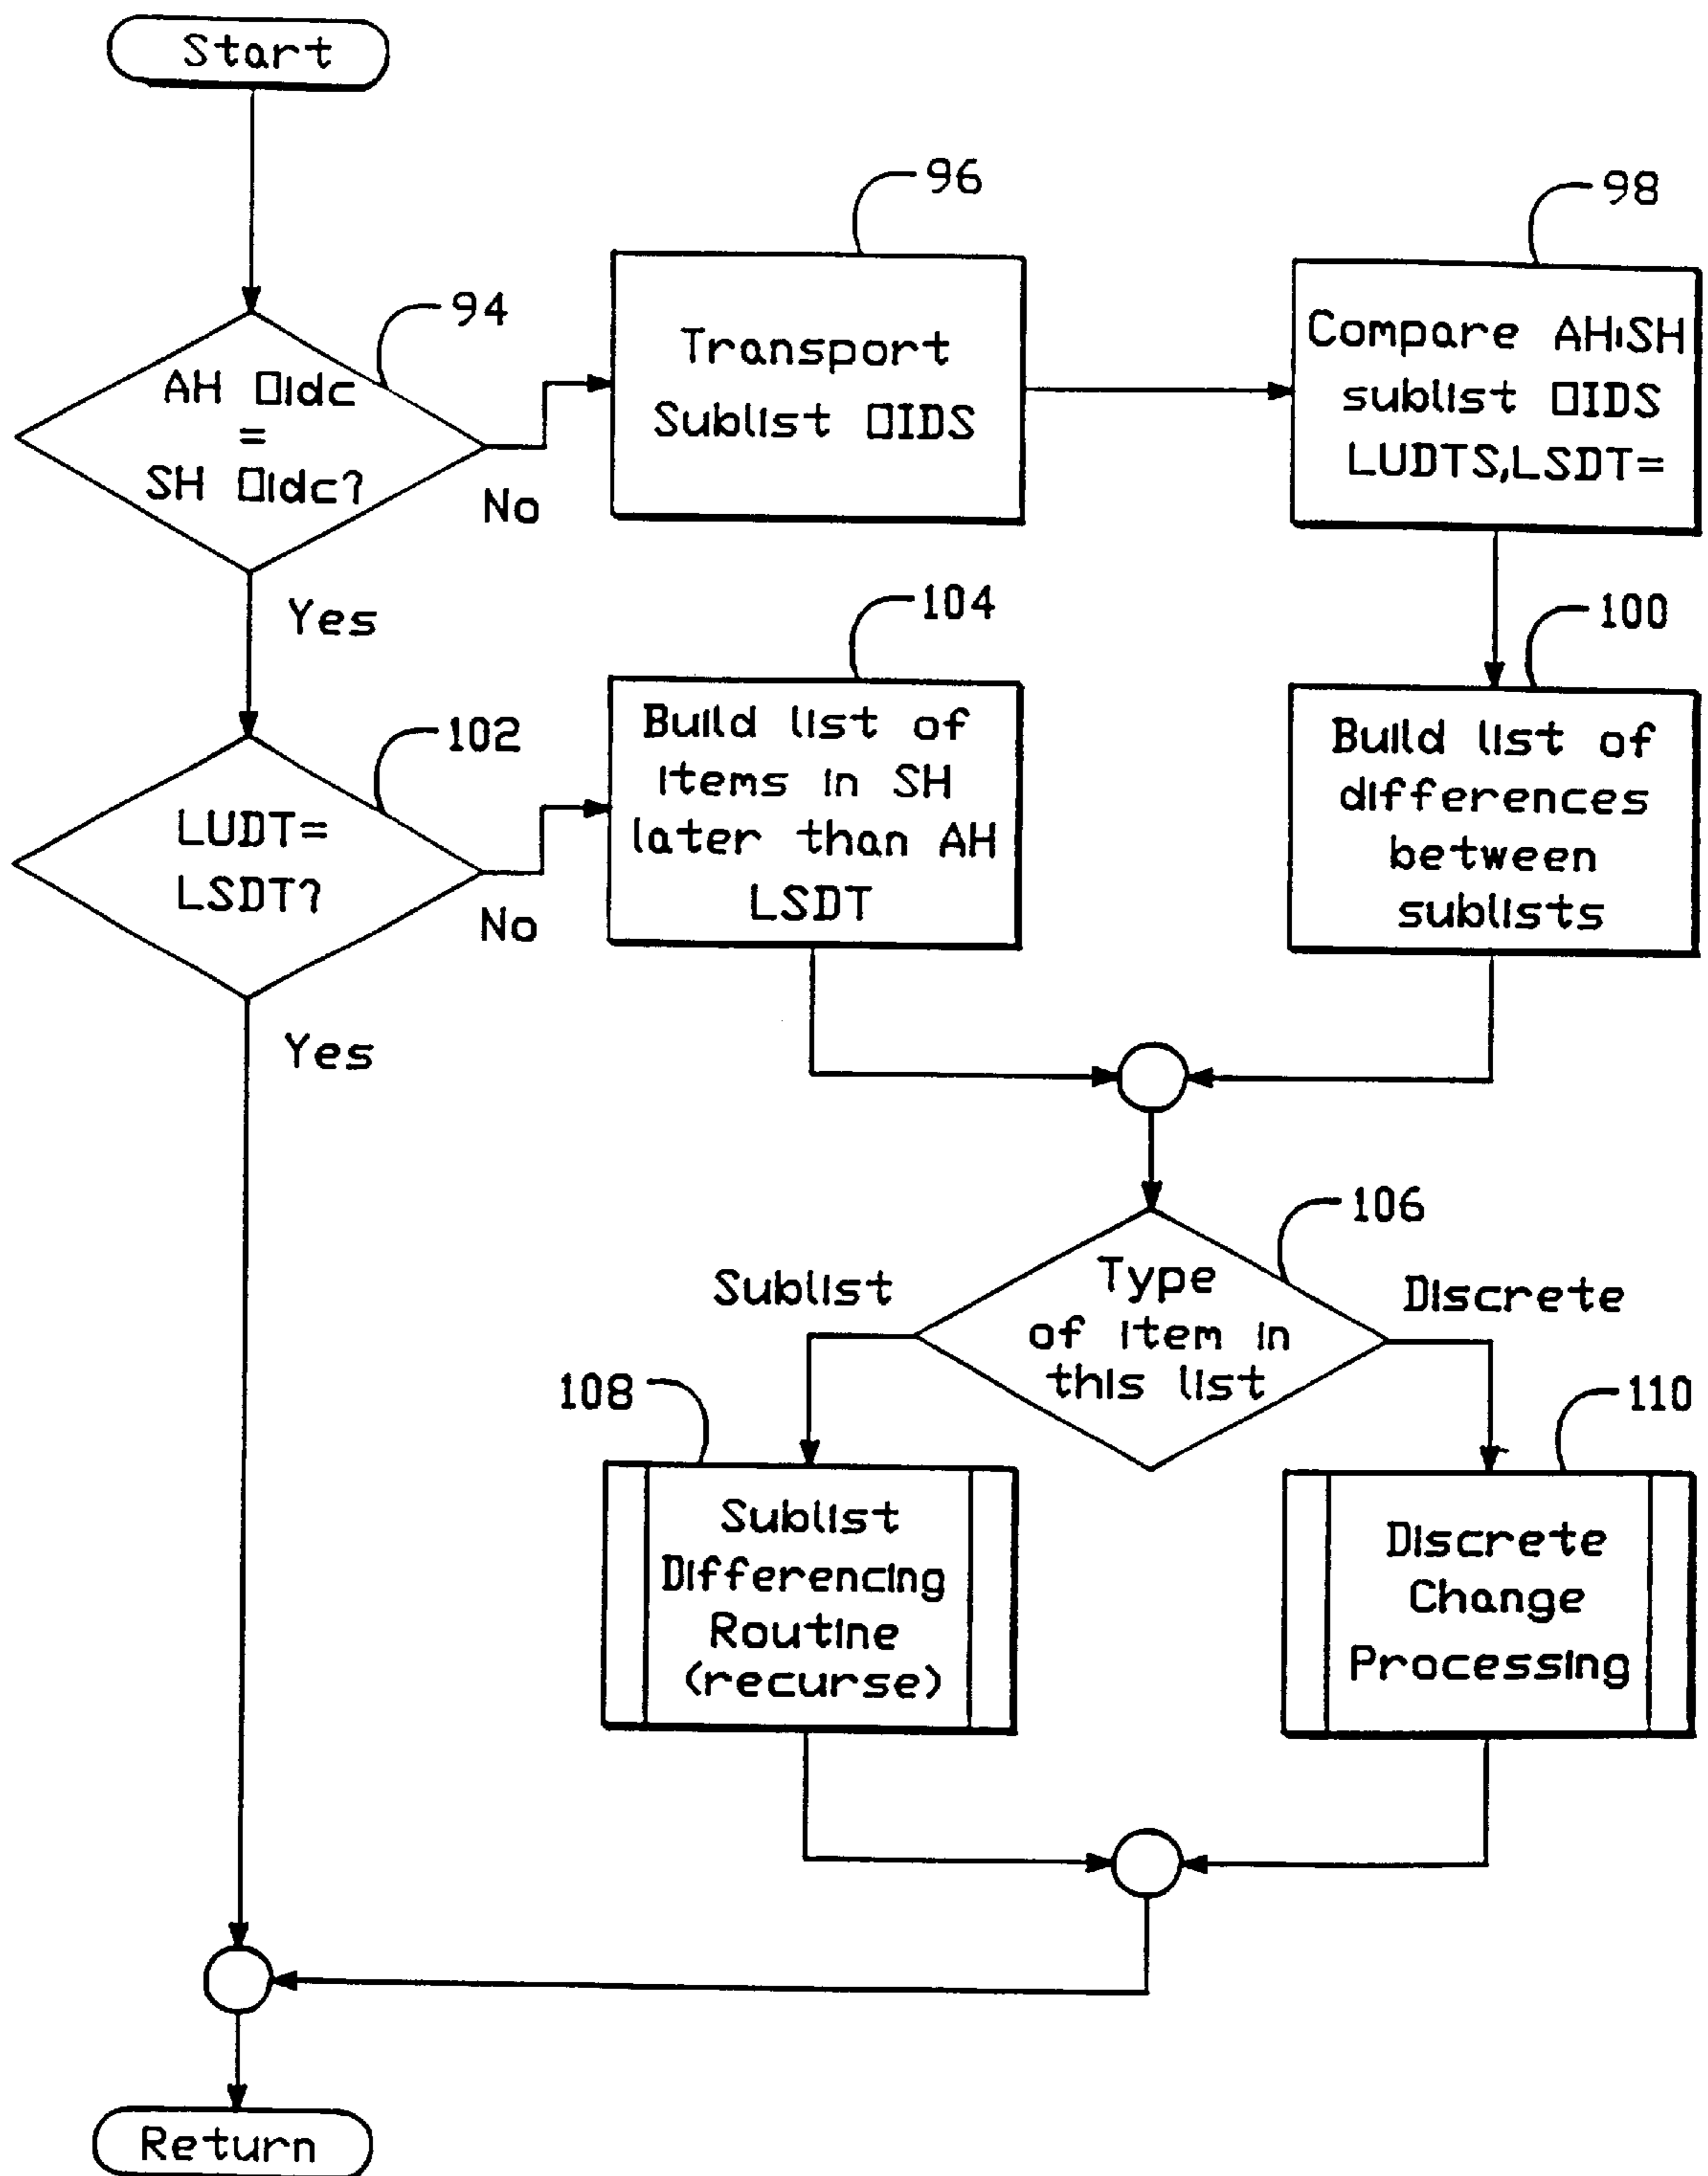 Start
96
98
94
AH Oidc
=
SH Oidc?
No
Yes
Transport
Sublist OIDS
Compare AH:SH
sublist OIDS
LUDTS,LSDT=
104
100
102
LUDT=
LSDT?
No
Yes
Build list of
items in SH
later than AH
LSDT
Build list of
differences
between
sublists
106
Type
of item in
this list
Sublist
Discrete
108
110
Sublist
Differencing
Routine
(recurse)
Discrete
Change
Processing
Return